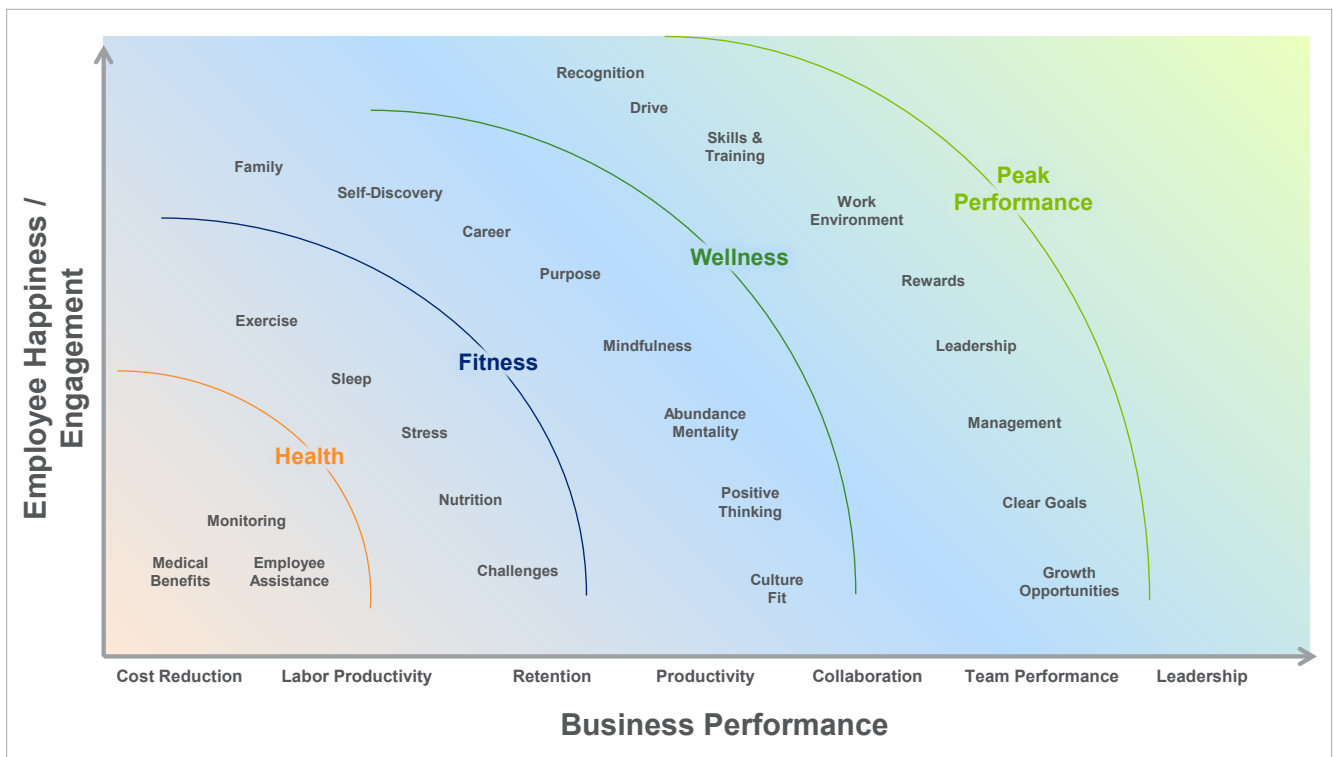 Employee Happiness /
Engagement
Recognition
Drive
Skills &
Training
Family
Self-Discovery
Peak
Performance
Work
Environment
Career
Wellness
Purpose
Rewards
Exercise
Mindfulness
Leadership
Fitness
Sleep
Abundance
Mentality
Management
Stress
Health
Nutrition
Positive
Thinking
Clear Goals
Monitoring
Medical
Benefits
Employee
Assistance
Challenges
Culture
Fit
Growth
Opportunities
Cost Reduction
Labor Productivity
Retention
Productivity
Collaboration
Team Performance
Leadership
Business Performance